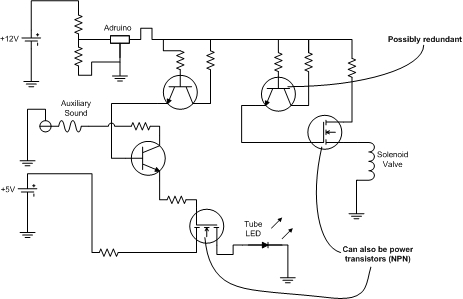 +12V
Adruino
Possibly redundant
Auxiliary
Sound
+5V
Solenoid
Valve
Tube
LED
Can also be power
transistors (NPN)